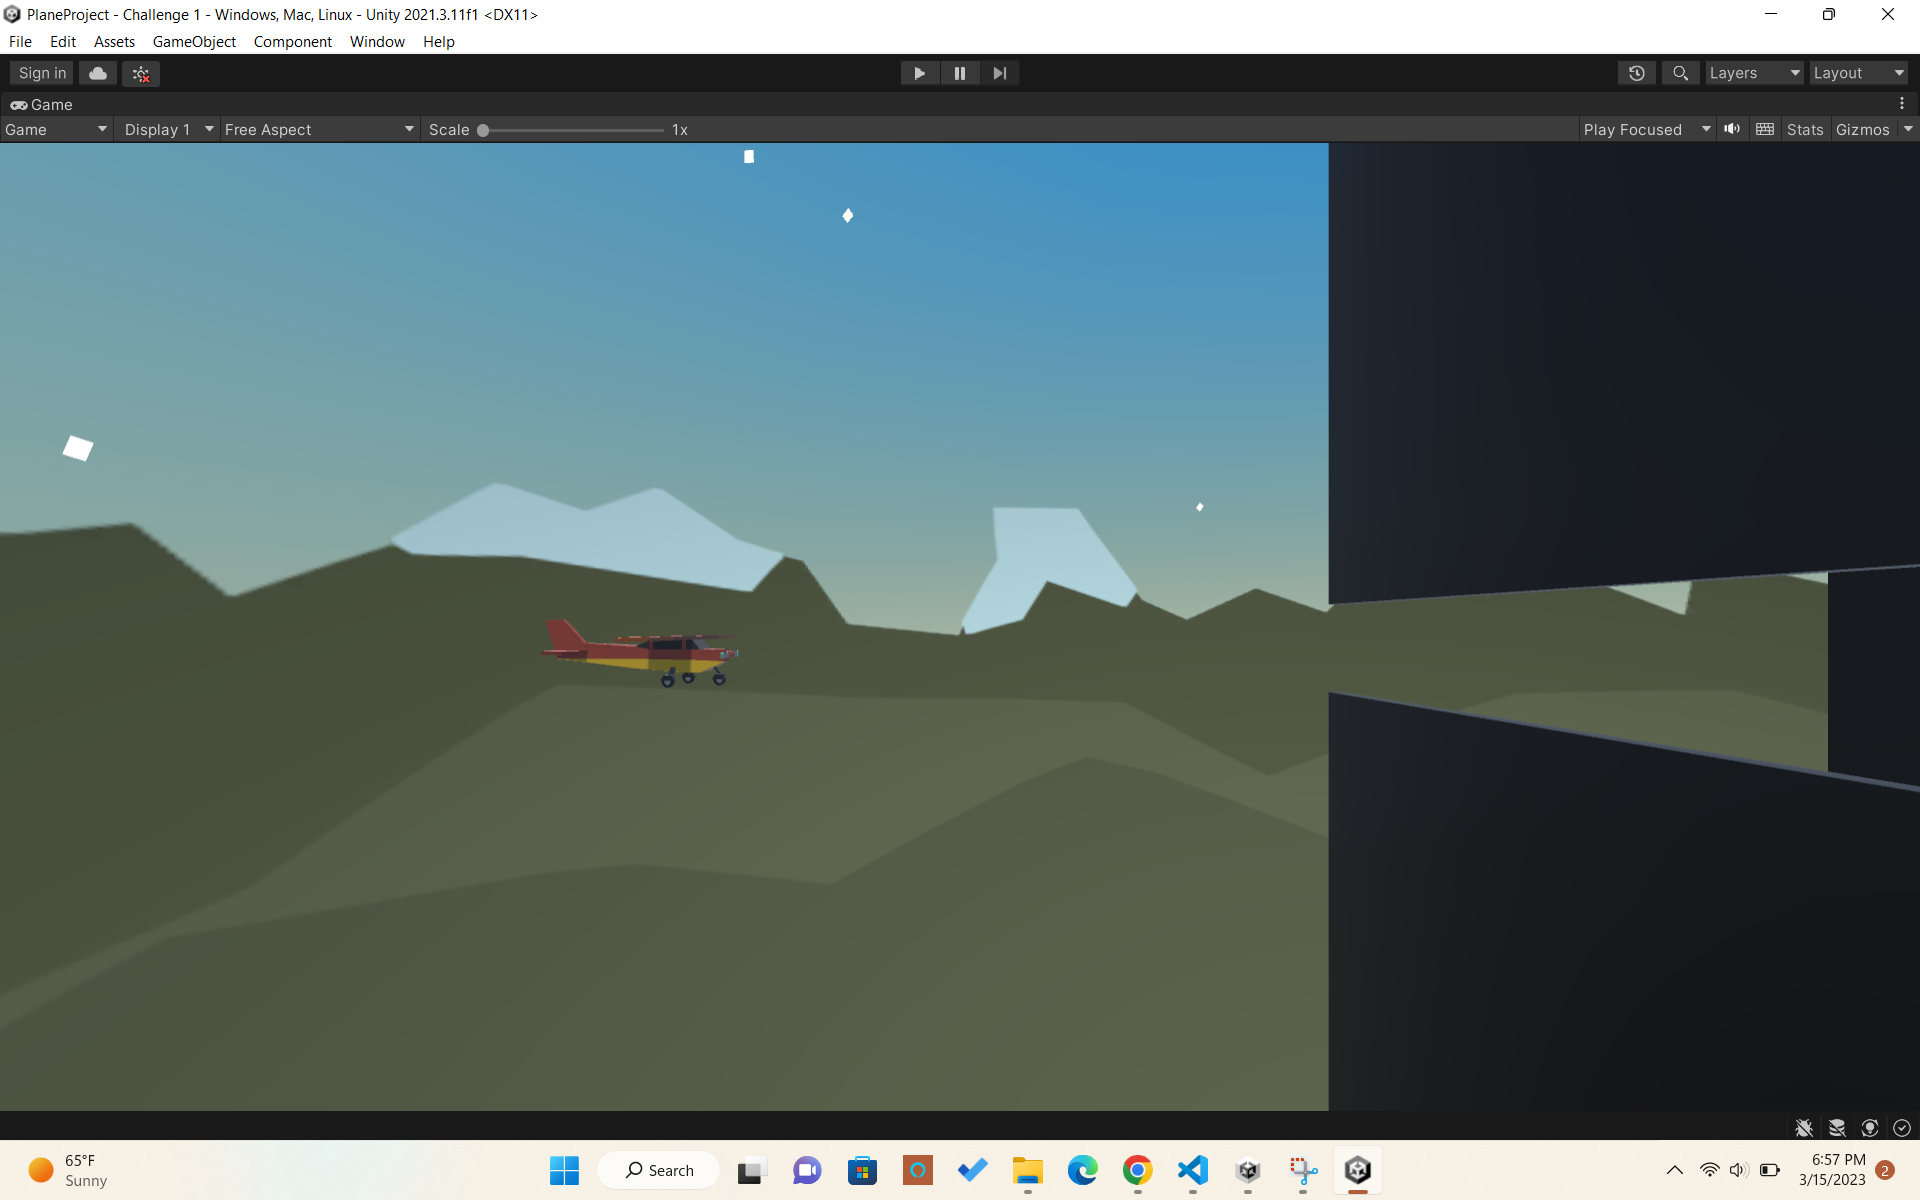 PlaneProject - Challenge 1 - Windows, Mac, Linux - Unity 2021.3.11f1 <DX11>
File Edit Assets GameObject Component Window Help
Sign in Layers Layout
Game
Game Display 1 Free Aspect Scale 1x Play Focused Stats Gizmos
65°F
Sunny
Search
6:57 PM
3/15/2023
2